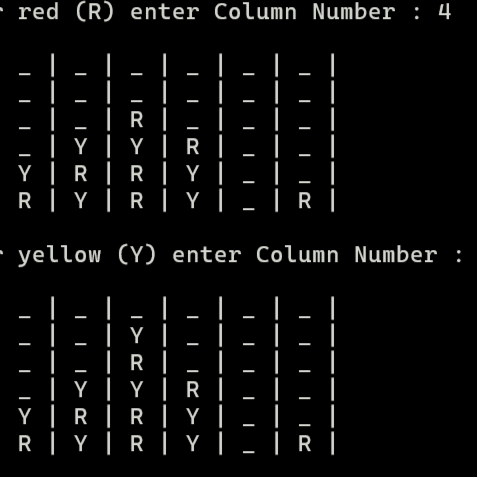 r red (R) enter Column Number : 4
_ | _ | _ | _ | _ | _ |
_ | _ | _ | _ | _ | _ |
_ | _ | R | _ | _ | _ |
_ | Y | Y | R | _ | _ |
Y | R | R | Y | _ | _ |
R | Y | R | Y | _ | R |
r yellow (Y) enter Column Number :
_ | _ | _ | _ | _ | _ |
_ | _ | Y | _ | _ | _ |
_ | _ | R | _ | _ | _ |
_ | Y | Y | R | _ | _ |
Y | R | R | Y | _ | _ |
R | Y | R | Y | _ | R |